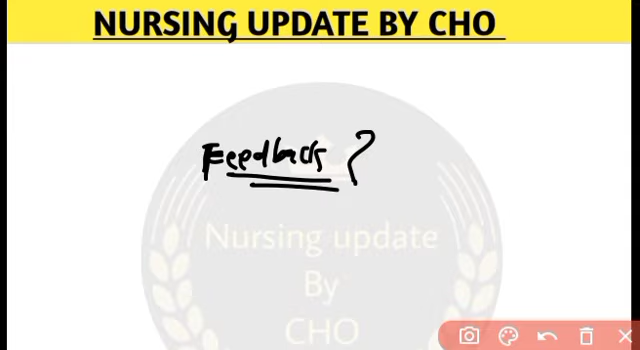 NURSING UPDATE BY CHO
Feedback?
Nursing update
By
CHO